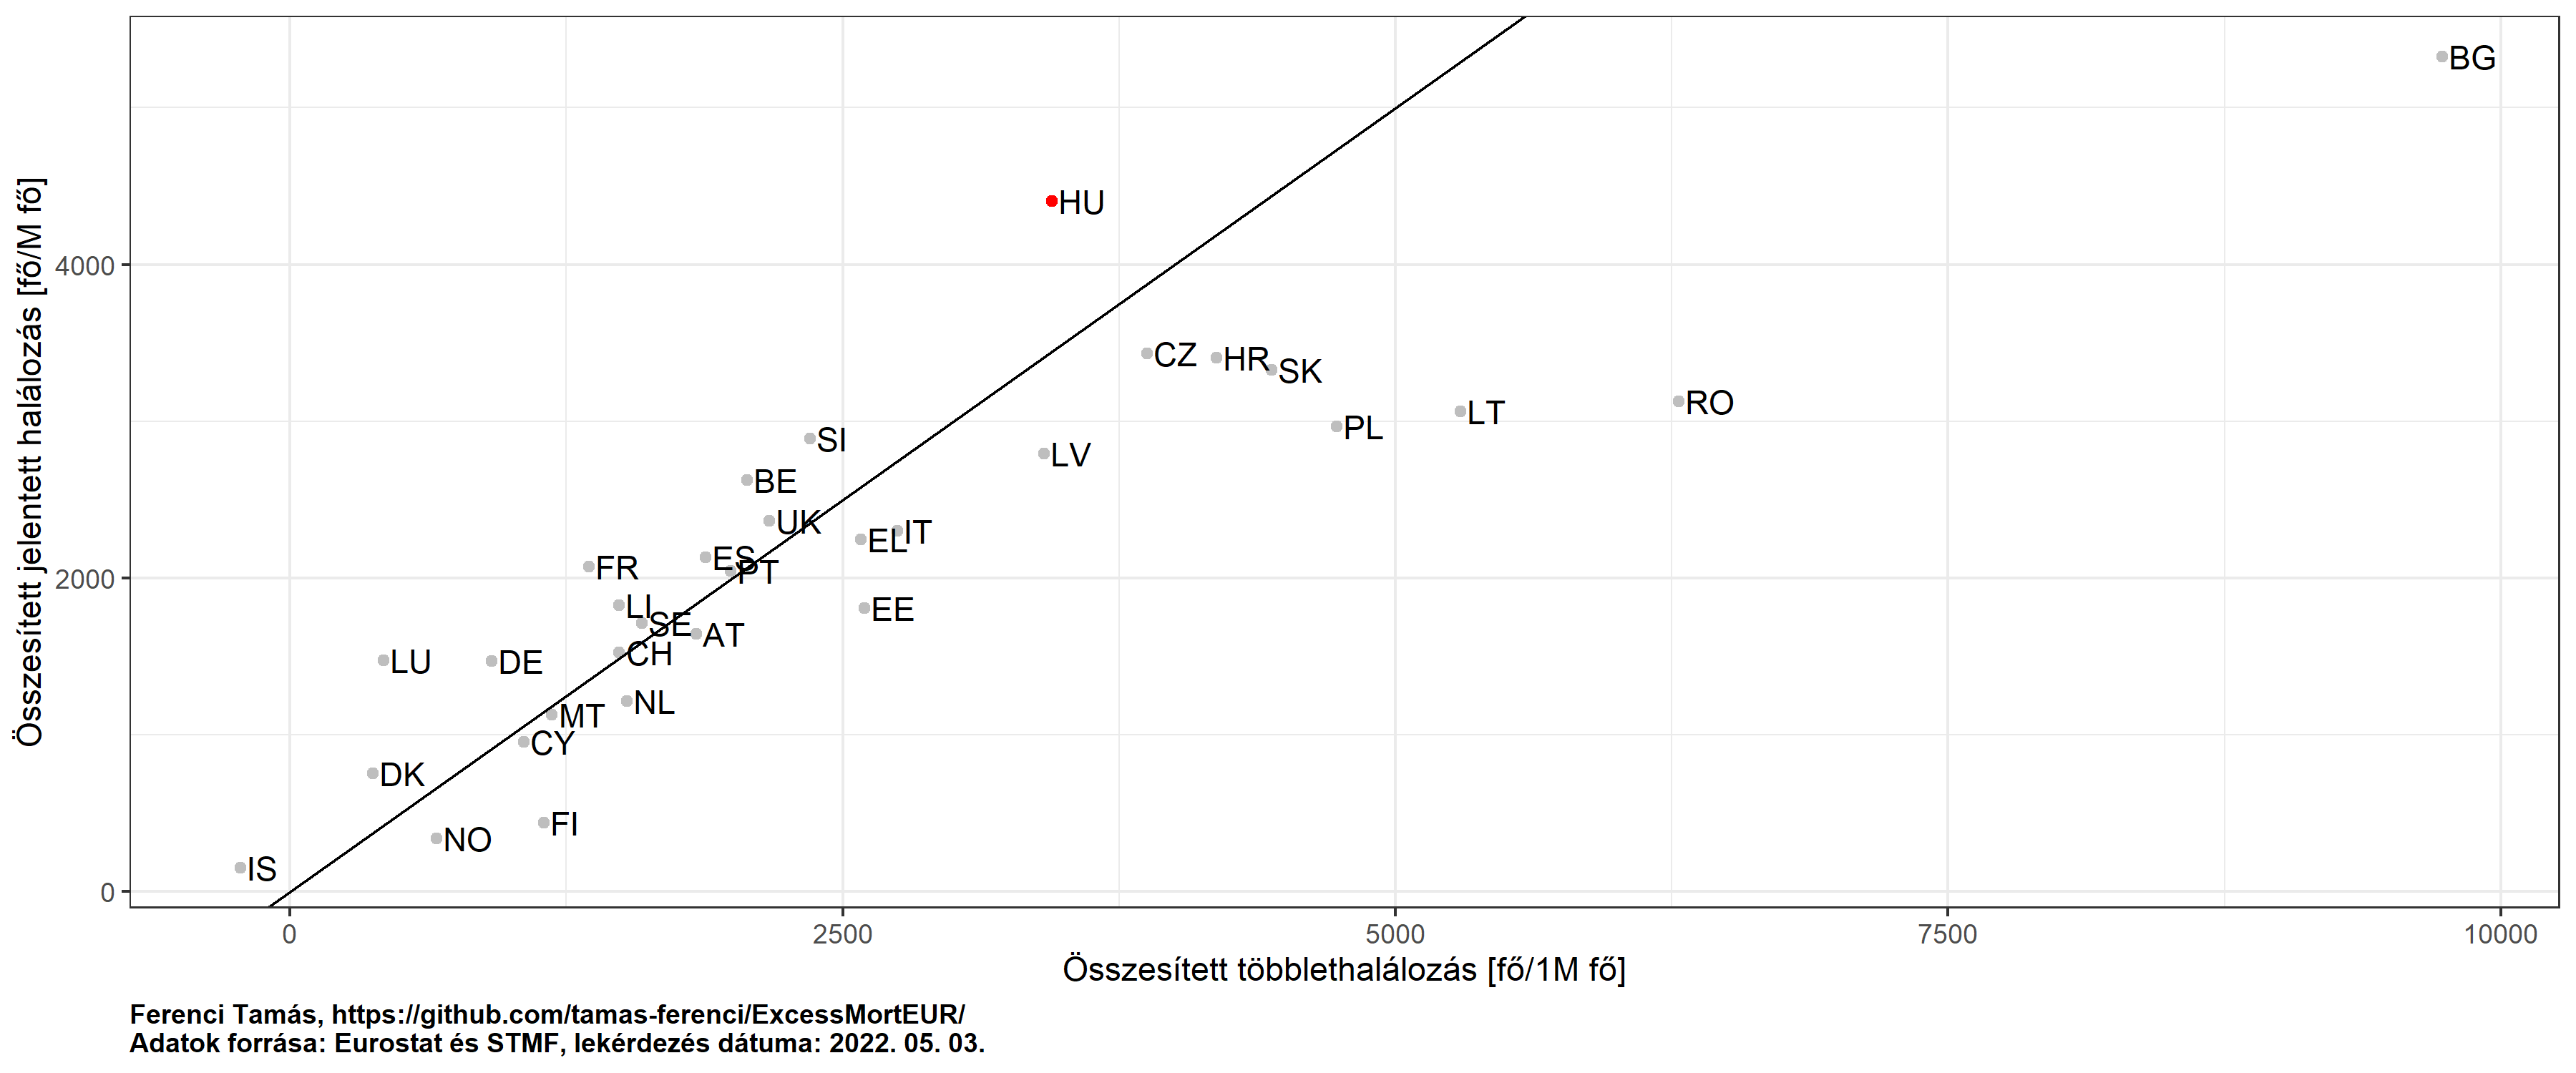 Összesített jelentett halálozás [fő/M fő]
4000
2000
0
BG
HU
CZ
HR
SK
RO
LT
PL
SI
LV
BE
UK
IT
EL
ES
PT
FR
LI
EE
SE
AT
CH
LU
DE
NL
MT
CY
DK
FI
NO
IS
0
2500
5000
7500
10000
Összesített többlethalálozás [fő/1M fő]
Ferenci Tamás, https://github.com/tamas-ferenci/ExcessMortEUR/
Adatok forrása: Eurostat és STMF, lekérdezés dátuma: 2022. 05. 03.